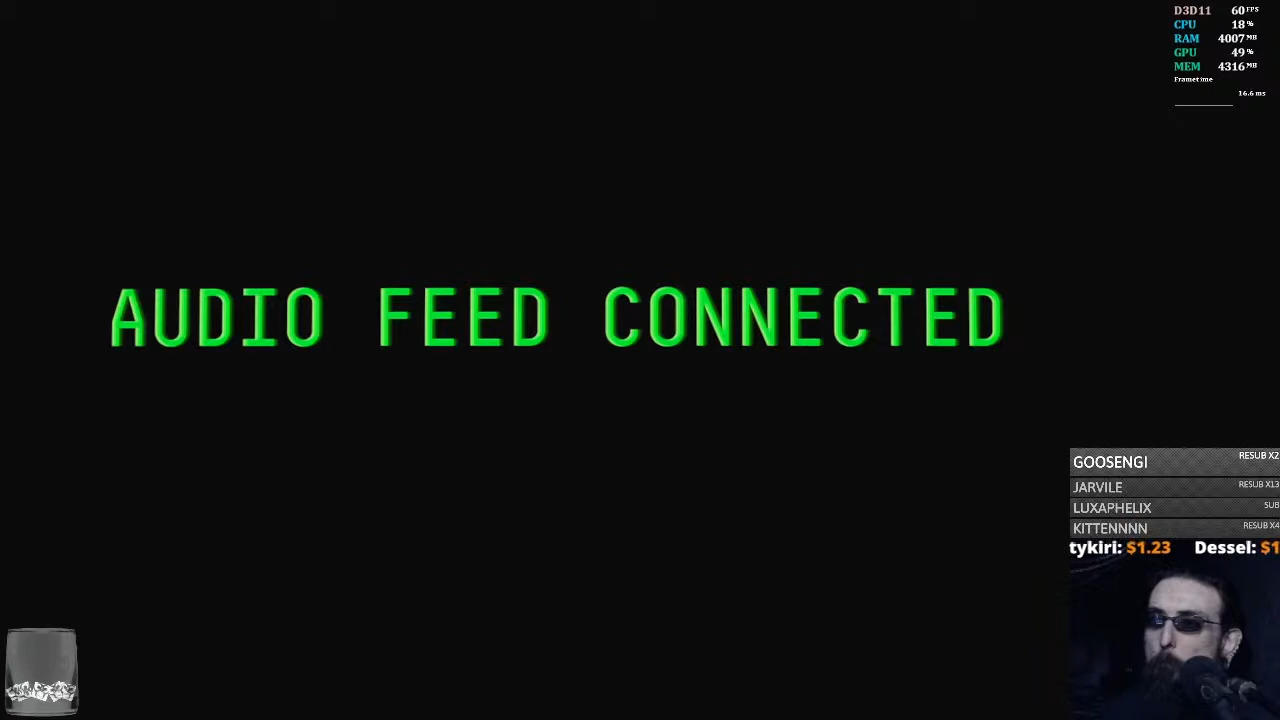 D3D11 60 FPS
CPU 18 %
RAM 4007 MB
GPU 49 %
MEM 4316 MB
Frametime
16.6 ms
AUDIO FEED CONNECTED
GOOSENGI RESUB X2
JARVILE RESUB X13
LUXAPHELIX SUB
KITTENNNN RESUB X4
tykiri: $1.23 Dessel: $1